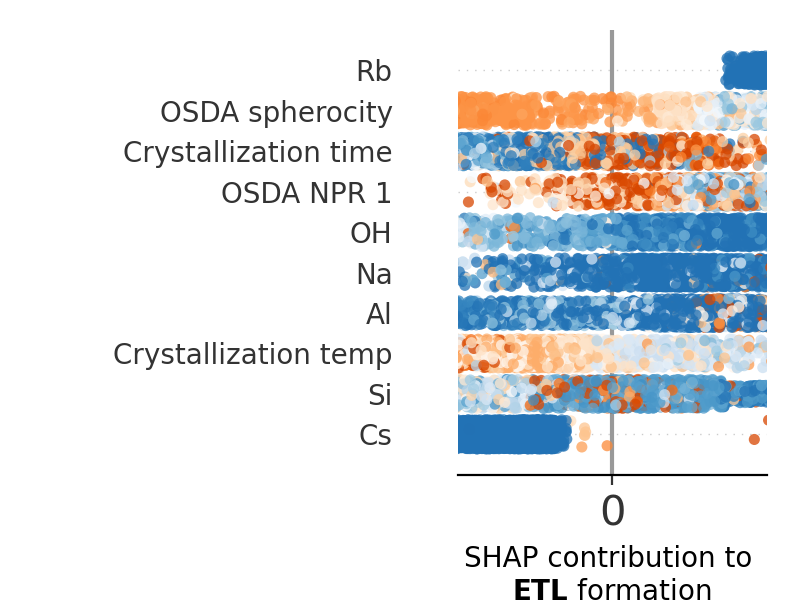 Rb
OSDA spherocity
Crystallization time
OSDA NPR 1
OH
Na
Al
Crystallization temp
Si
Cs
0
SHAP contribution to
ETL formation